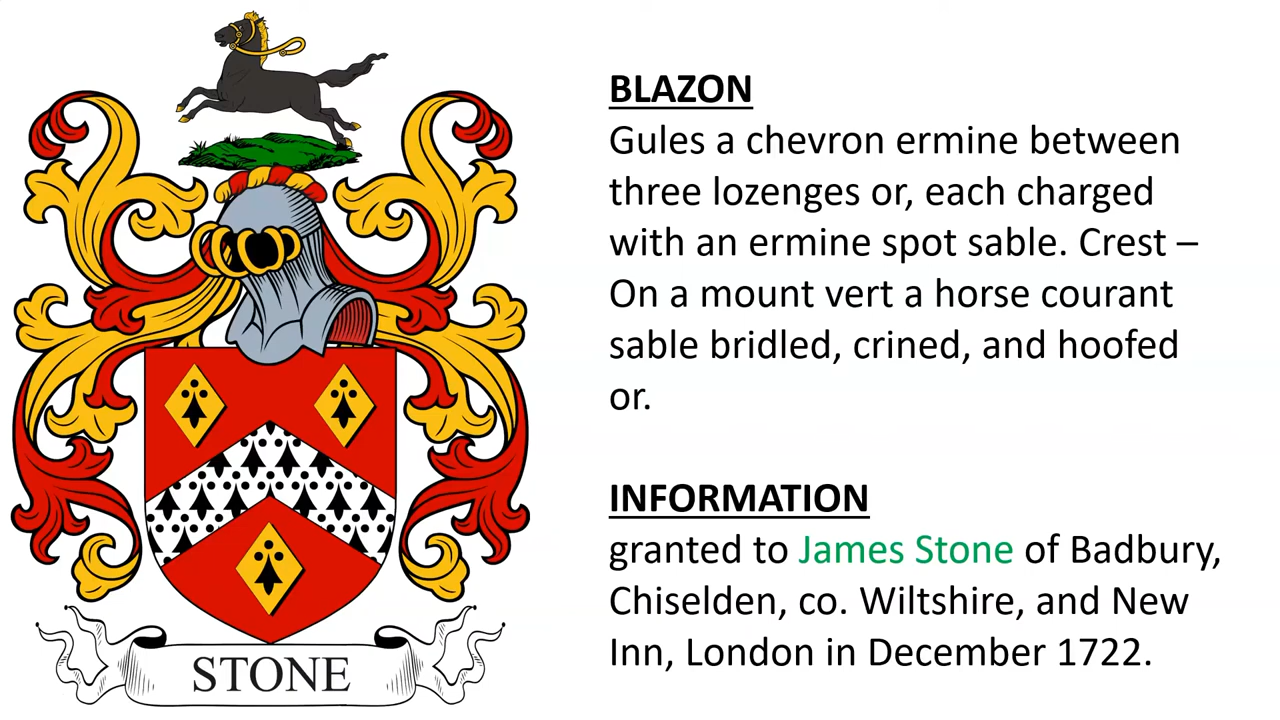 BLAZON
Gules a chevron ermine between
three lozenges or, each charged
with an ermine spot sable. Crest –
On a mount vert a horse courant
sable bridled, crined, and hoofed
or.
INFORMATION
granted to James Stone of Badbury,
Chiselden, co. Wiltshire, and New
Inn, London in December 1722.
STONE